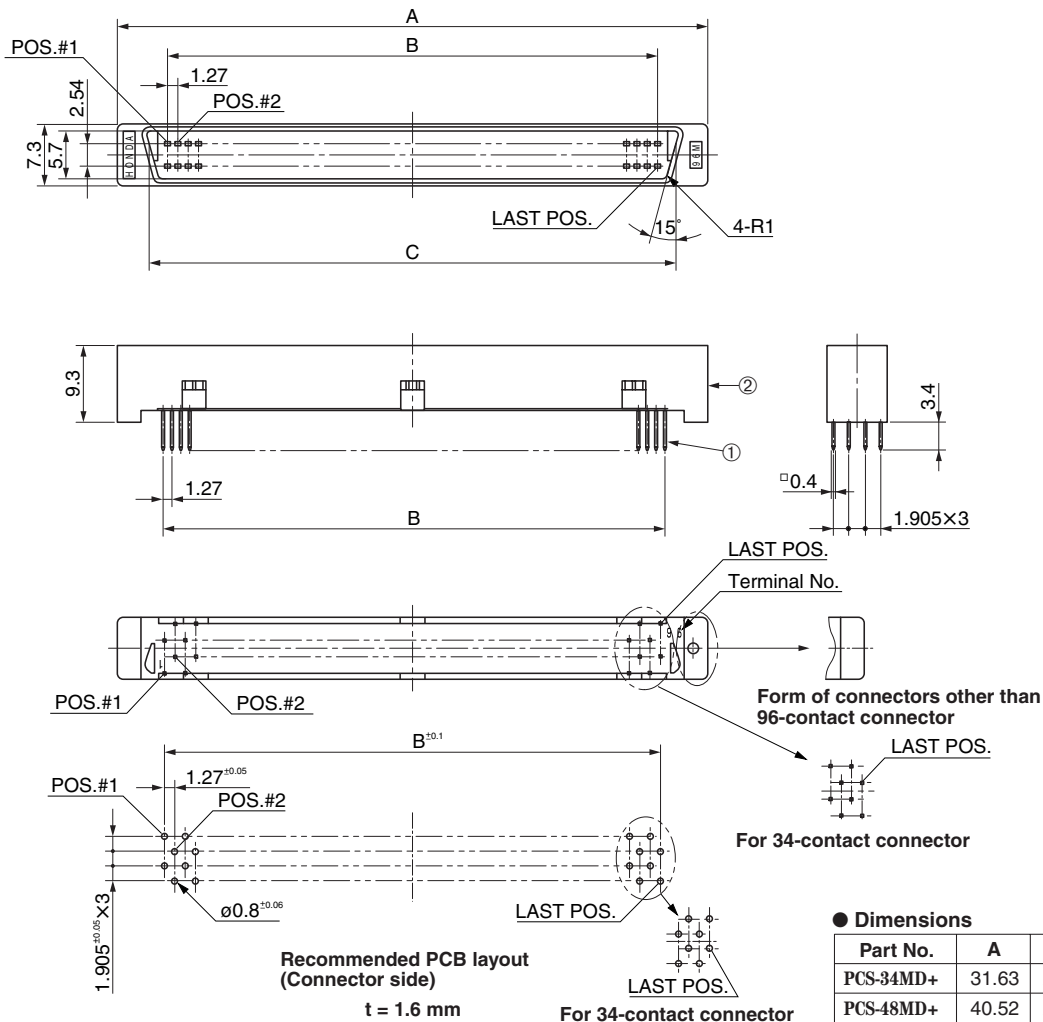 A
POS.#1
B
1.27
POS.#2
2.54
7.3
5.7
HONDA
96M
LAST POS.
15°
4-R1
C
9.3
②
3.4
①
□0.4
1.27
B
1.905×3
LAST POS.
Terminal No.
96
1
POS.#1
POS.#2
Form of connectors other than
96-contact connector
B±0.1
LAST POS.
1.27±0.05
POS.#1
POS.#2
For 34-contact connector
1.905±0.05×3
ø0.8±0.06
LAST POS.
Recommended PCB layout
(Connector side)
t = 1.6 mm
LAST POS.
For 34-contact connector
● Dimensions
Part No. A
PCS-34MD+ 31.63
PCS-48MD+ 40.52